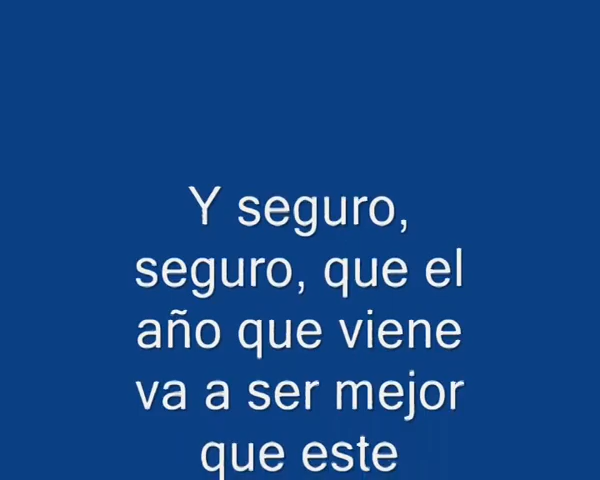 Y seguro,
seguro, que el
año que viene
va a ser mejor
que este